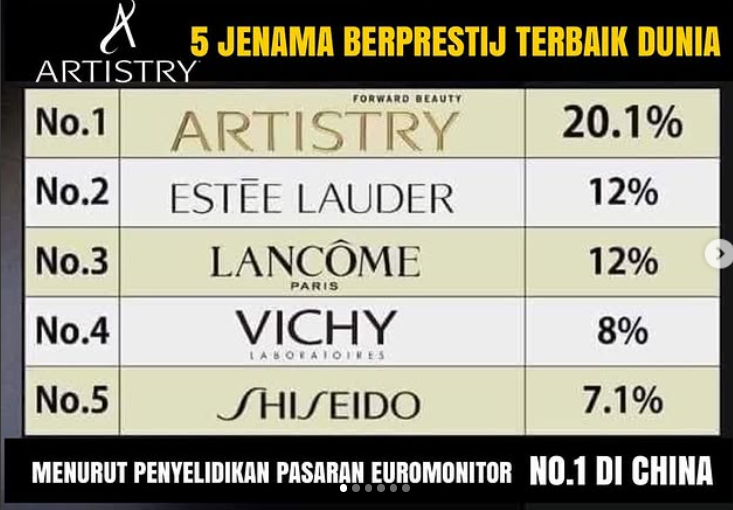 5 JENAMA BERPRESTIJ TERBAIK DUNIA
ARTISTRY
No.1 FORWARD BEAUTY ARTISTRY 20.1%
No.2 ESTĒE LAUDER 12%
No.3 LANCÔME PARIS 12%
No.4 VICHY LABORATOIRES 8%
No.5 SHISEIDO 7.1%
MENURUT PENYELIDIKAN PASARAN EUROMONITOR NO.1 DI CHINA